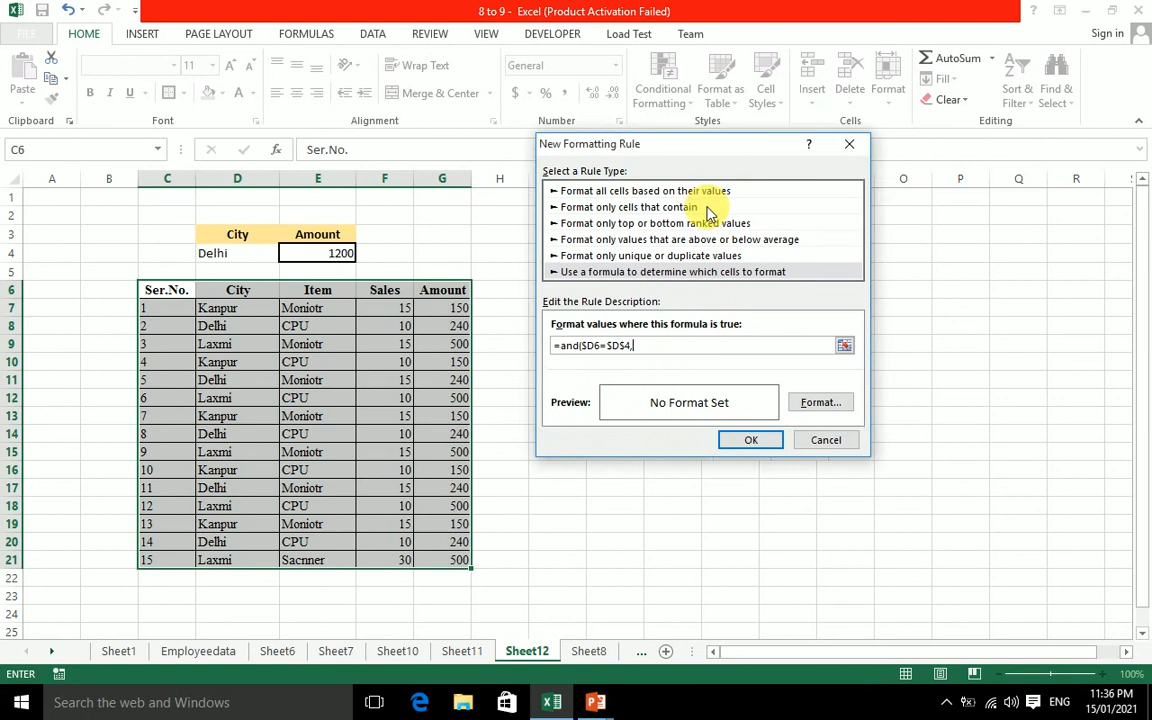 8 to 9 - Excel (Product Activation Failed)
FILE HOME INSERT PAGE LAYOUT FORMULAS DATA REVIEW VIEW DEVELOPER Load Test Team Sign in
Paste
11
B I U
Wrap Text
Merge & Center
General
$ % ,
Conditional Formatting
Format as Table
Cell Styles
Insert Delete Format
AutoSum
Fill
Clear
Sort & Filter
Find & Select
Clipboard Font Alignment Number Styles Cells Editing
C6 fx Ser.No.
A B C D E F G H O P Q R
1
2
3 City Amount
4 Delhi 1200
5
6 Ser.No. City Item Sales Amount
7 1 Kanpur Moniotr 15 150
8 2 Delhi CPU 10 240
9 3 Laxmi Moniotr 15 500
10 4 Kanpur CPU 10 150
11 5 Delhi Moniotr 15 240
12 6 Laxmi CPU 10 500
13 7 Kanpur Moniotr 15 150
14 8 Delhi CPU 10 240
15 9 Laxmi Moniotr 15 500
16 10 Kanpur CPU 10 150
17 11 Delhi Moniotr 15 240
18 12 Laxmi CPU 10 500
19 13 Kanpur Moniotr 15 150
20 14 Delhi CPU 10 240
21 15 Laxmi Sacnner 30 500
22
23
24
25
New Formatting Rule
Select a Rule Type:
► Format all cells based on their values
► Format only cells that contain
► Format only top or bottom ranked values
► Format only values that are above or below average
► Format only unique or duplicate values
► Use a formula to determine which cells to format
Edit the Rule Description:
Format values where this formula is true:
=and($D6=$D$4,
Preview: No Format Set Format...
OK Cancel
Sheet1 Employeedata Sheet6 Sheet7 Sheet10 Sheet11 Sheet12 Sheet8 ...
ENTER 100%
Search the web and Windows
ENG
11:36 PM
15/01/2021